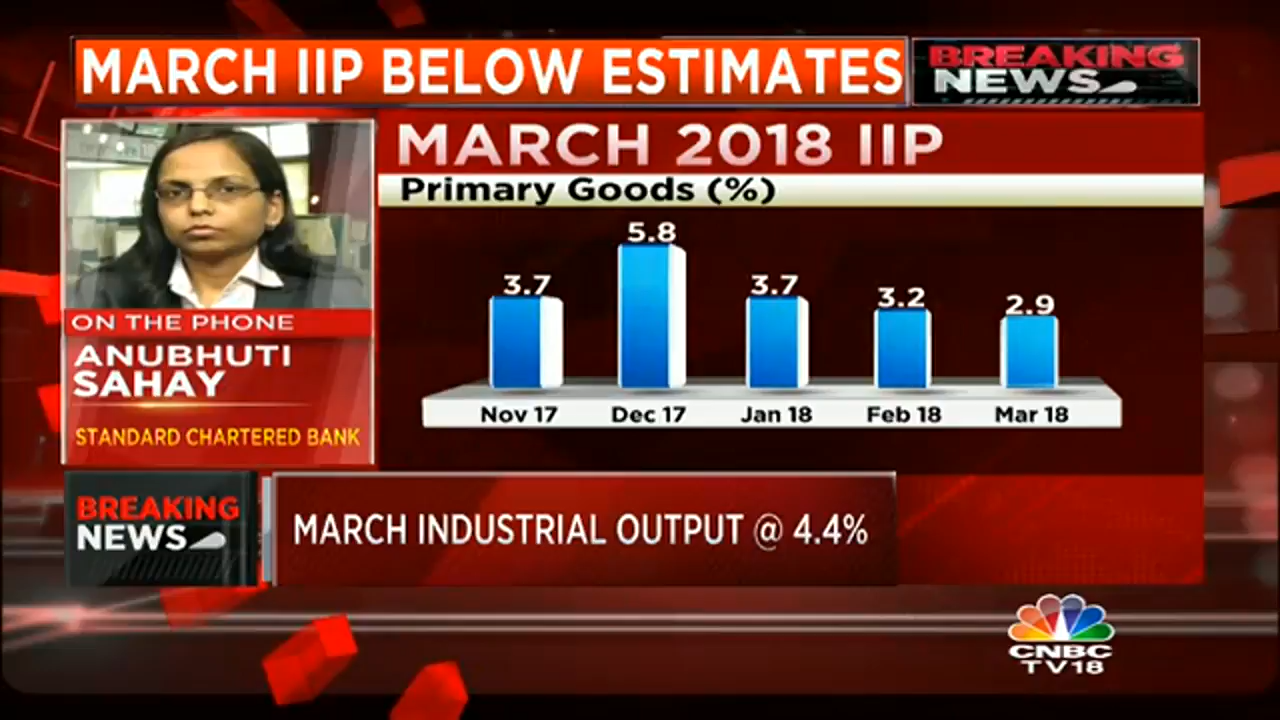 MARCH IIP BELOW ESTIMATES
BREAKING
NEWS
MARCH 2018 IIP
Primary Goods (%)
3.7
5.8
3.7
3.2
2.9
Nov 17
Dec 17
Jan 18
Feb 18
Mar 18
ON THE PHONE
ANUBHUTI
SAHAY
STANDARD CHARTERED BANK
BREAKING
NEWS
MARCH INDUSTRIAL OUTPUT @ 4.4%
CNBC
TV18